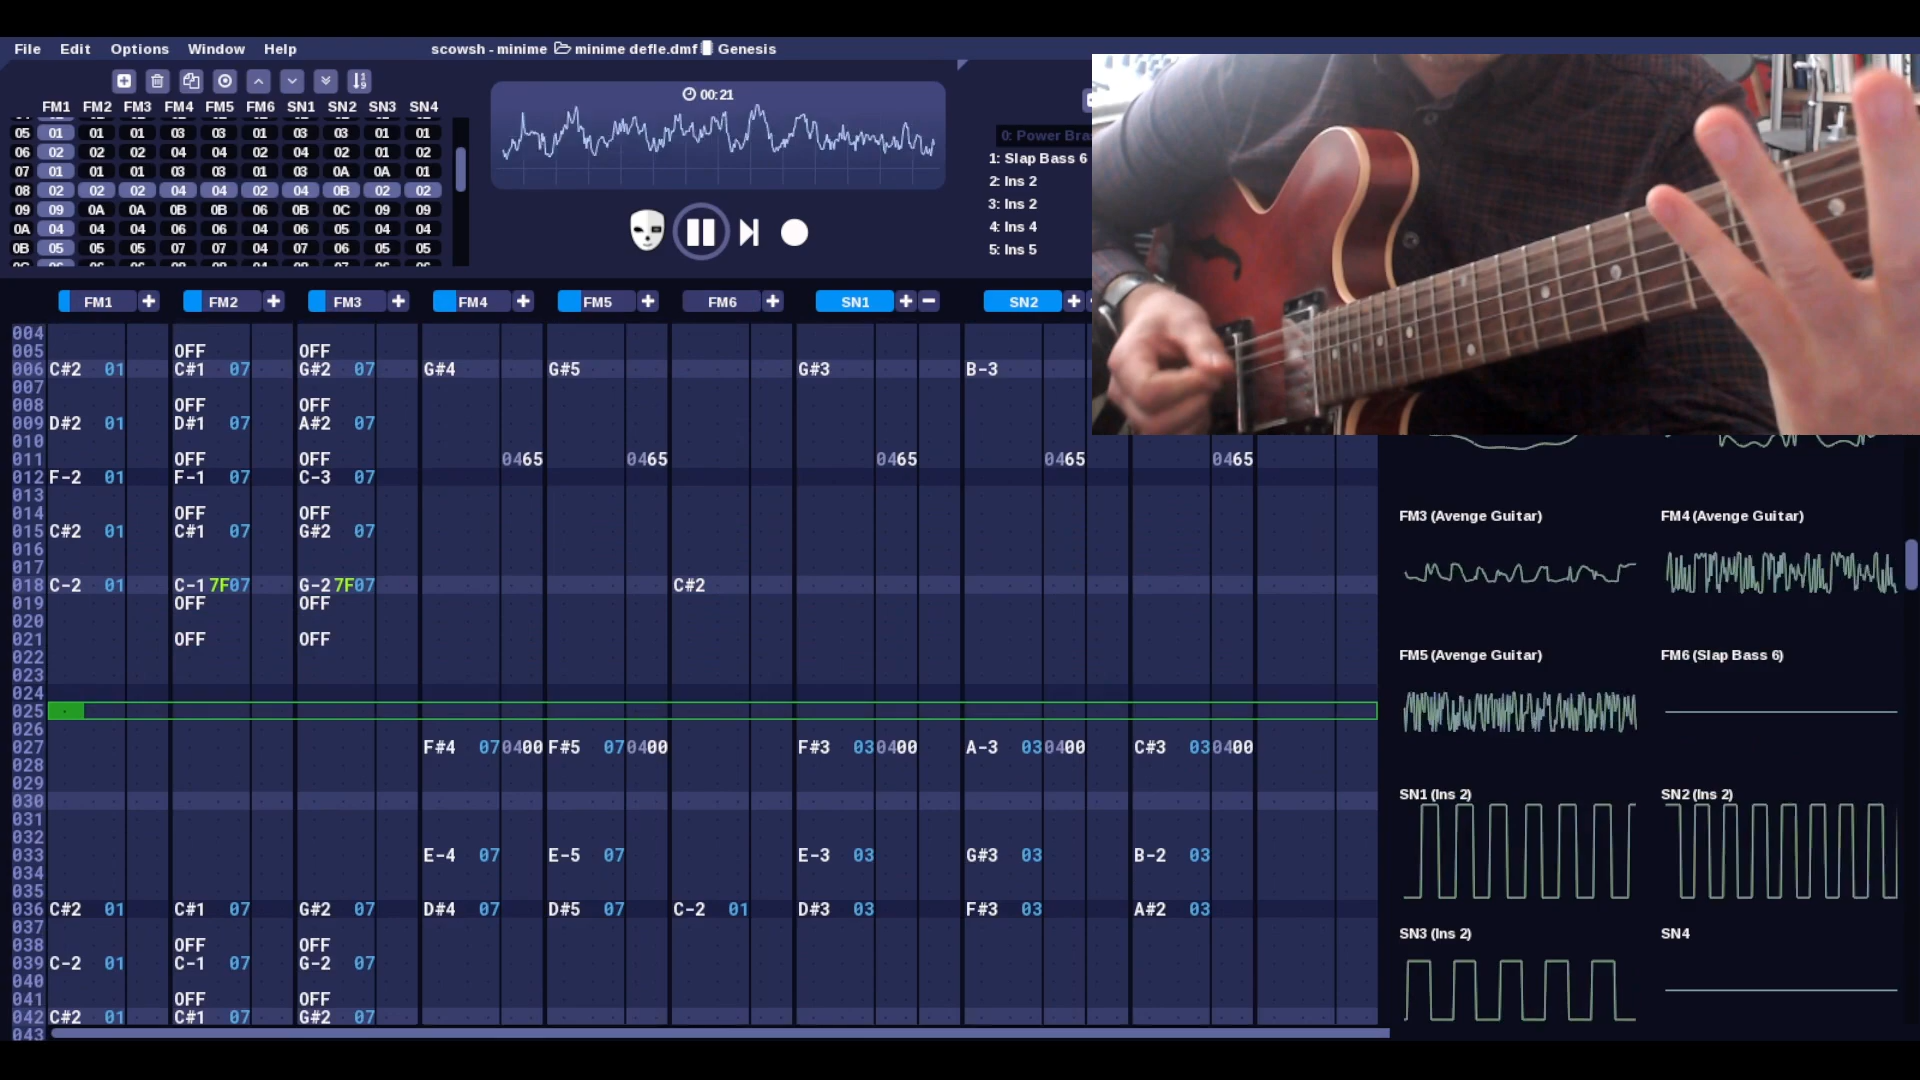 File Edit Options Window Help scowsh - minime minime defle.dmf Genesis
00:21
FM1 FM2 FM3 FM4 FM5 FM6 SN1 SN2 SN3 SN4
05 01 01 01 03 03 01 03 03 01 01
06 02 02 02 04 04 02 04 02 01 02
07 01 01 01 03 03 01 03 0A 0A 01
08 02 02 02 04 04 02 04 0B 02 02
09 09 0A 0A 0B 0B 06 0B 0C 09 09
0A 04 04 04 06 06 04 06 05 04 04
0B 05 05 05 07 07 04 07 06 05 05
0: Power Bra
1: Slap Bass 6
2: Ins 2
3: Ins 2
4: Ins 4
5: Ins 5
FM1 + FM2 + FM3 + FM4 + FM5 + FM6 + SN1 + − SN2 +
004
005 OFF OFF
006 C#2 01 C#1 07 G#2 07 G#4 G#5 G#3 B-3
007
008 OFF OFF
009 D#2 01 D#1 07 A#2 07
010
011 OFF OFF 0465 0465 0465 0465 0465
012 F-2 01 F-1 07 C-3 07
013
014 OFF OFF
015 C#2 01 C#1 07 G#2 07
016
017
018 C-2 01 C-1 7F07 G-2 7F07 C#2
019 OFF OFF
020
021 OFF OFF
022
023
024
025
026
027 F#4 070400 F#5 070400 F#3 030400 A-3 030400 C#3 030400
028
029
030
031
032
033 E-4 07 E-5 07 E-3 03 G#3 03 B-2 03
034
035
036 C#2 01 C#1 07 G#2 07 D#4 07 D#5 07 C-2 01 D#3 03 F#3 03 A#2 03
037
038 OFF OFF
039 C-2 01 C-1 07 G-2 07
040
041 OFF OFF
042 C#2 01 C#1 07 G#2 07
043
FM3 (Avenge Guitar) FM4 (Avenge Guitar)
FM5 (Avenge Guitar) FM6 (Slap Bass 6)
SN1 (Ins 2) SN2 (Ins 2)
SN3 (Ins 2) SN4